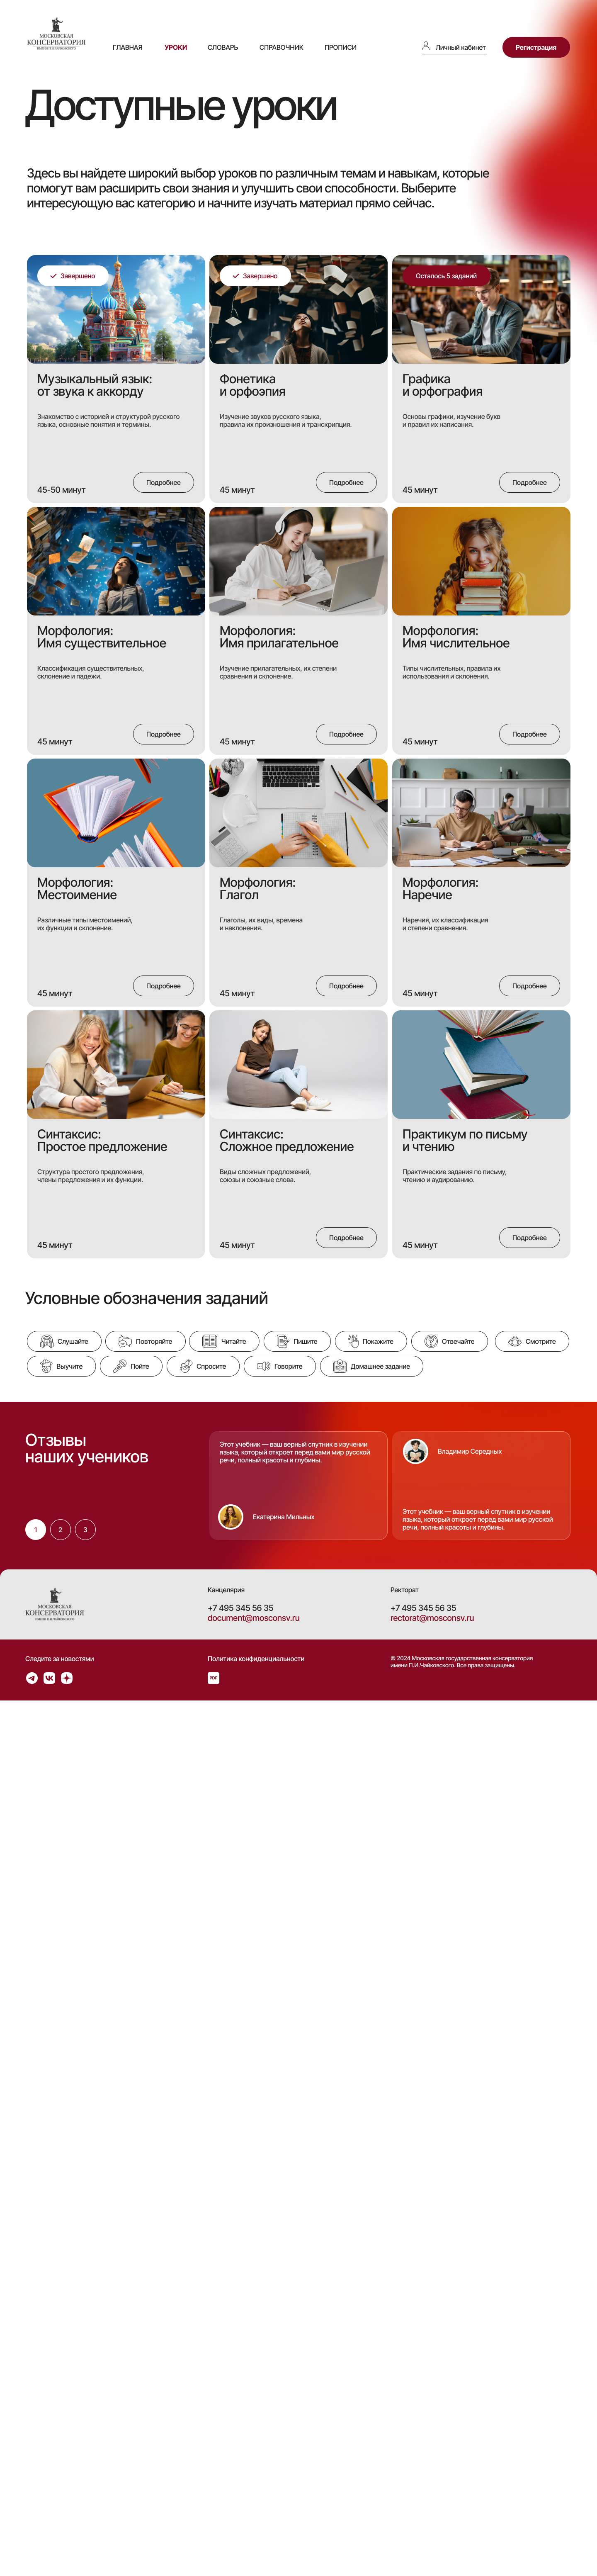 МОСКОВСКАЯ
КОНСЕРВАТОРИЯ
ИМЕНИ П.И.ЧАЙКОВСКОГО
ГЛАВНАЯ
УРОКИ
СЛОВАРЬ
СПРАВОЧНИК
ПРОПИСИ
Личный кабинет
Регистрация
Доступные уроки
Здесь вы найдете широкий выбор уроков по различным темам и навыкам, которые
помогут вам расширить свои знания и улучшить свои способности. Выберите
интересующую вас категорию и начните изучать материал прямо сейчас.
Завершено
Музыкальный язык:
от звука к аккорду
Знакомство с историей и структурой русского
языка, основные понятия и термины.
45-50 минут
Подробнее
Завершено
Фонетика
и орфоэпия
Изучение звуков русского языка,
правила их произношения и транскрипция.
45 минут
Подробнее
Осталось 5 заданий
Графика
и орфография
Основы графики, изучение букв
и правил их написания.
45 минут
Подробнее
Морфология:
Имя существительное
Классификация существительных,
склонение и падежи.
45 минут
Подробнее
Морфология:
Имя прилагательное
Изучение прилагательных, их степени
сравнения и склонение.
45 минут
Подробнее
Морфология:
Имя числительное
Типы числительных, правила их
использования и склонения.
45 минут
Подробнее
Морфология:
Местоимение
Различные типы местоимений,
их функции и склонение.
45 минут
Подробнее
Морфология:
Глагол
Глаголы, их виды, времена
и наклонения.
45 минут
Подробнее
Морфология:
Наречие
Наречия, их классификация
и степени сравнения.
45 минут
Подробнее
Синтаксис:
Простое предложение
Структура простого предложения,
члены предложения и их функции.
45 минут
Синтаксис:
Сложное предложение
Виды сложных предложений,
союзы и союзные слова.
45 минут
Подробнее
Практикум по письму
и чтению
Практические задания по письму,
чтению и аудированию.
45 минут
Подробнее
Условные обозначения заданий
Слушайте
Повторяйте
Читайте
Пишите
Покажите
Отвечайте
Смотрите
Выучите
Пойте
Спросите
Говорите
Домашнее задание
Отзывы
наших учеников
1
2
3
Этот учебник — ваш верный спутник в изучении
языка, который откроет перед вами мир русской
речи, полный красоты и глубины.
Екатерина Мильных
Владимир Середных
Этот учебник — ваш верный спутник в изучении
языка, который откроет перед вами мир русской
речи, полный красоты и глубины.
МОСКОВСКАЯ
КОНСЕРВАТОРИЯ
ИМЕНИ П.И.ЧАЙКОВСКОГО
Канцелярия
+7 495 345 56 35
document@mosconsv.ru
Ректорат
+7 495 345 56 35
rectorat@mosconsv.ru
Следите за новостями
Политика конфиденциальности
PDF
© 2024 Московская государственная консерватория
имени П.И.Чайковского. Все права защищены.